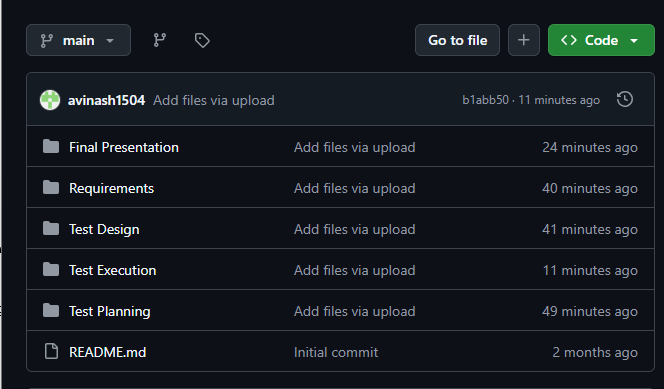 main Go to file Code
avinash1504 Add files via upload b1abb50 · 11 minutes ago
Final Presentation Add files via upload 24 minutes ago
Requirements Add files via upload 40 minutes ago
Test Design Add files via upload 41 minutes ago
Test Execution Add files via upload 11 minutes ago
Test Planning Add files via upload 49 minutes ago
README.md Initial commit 2 months ago